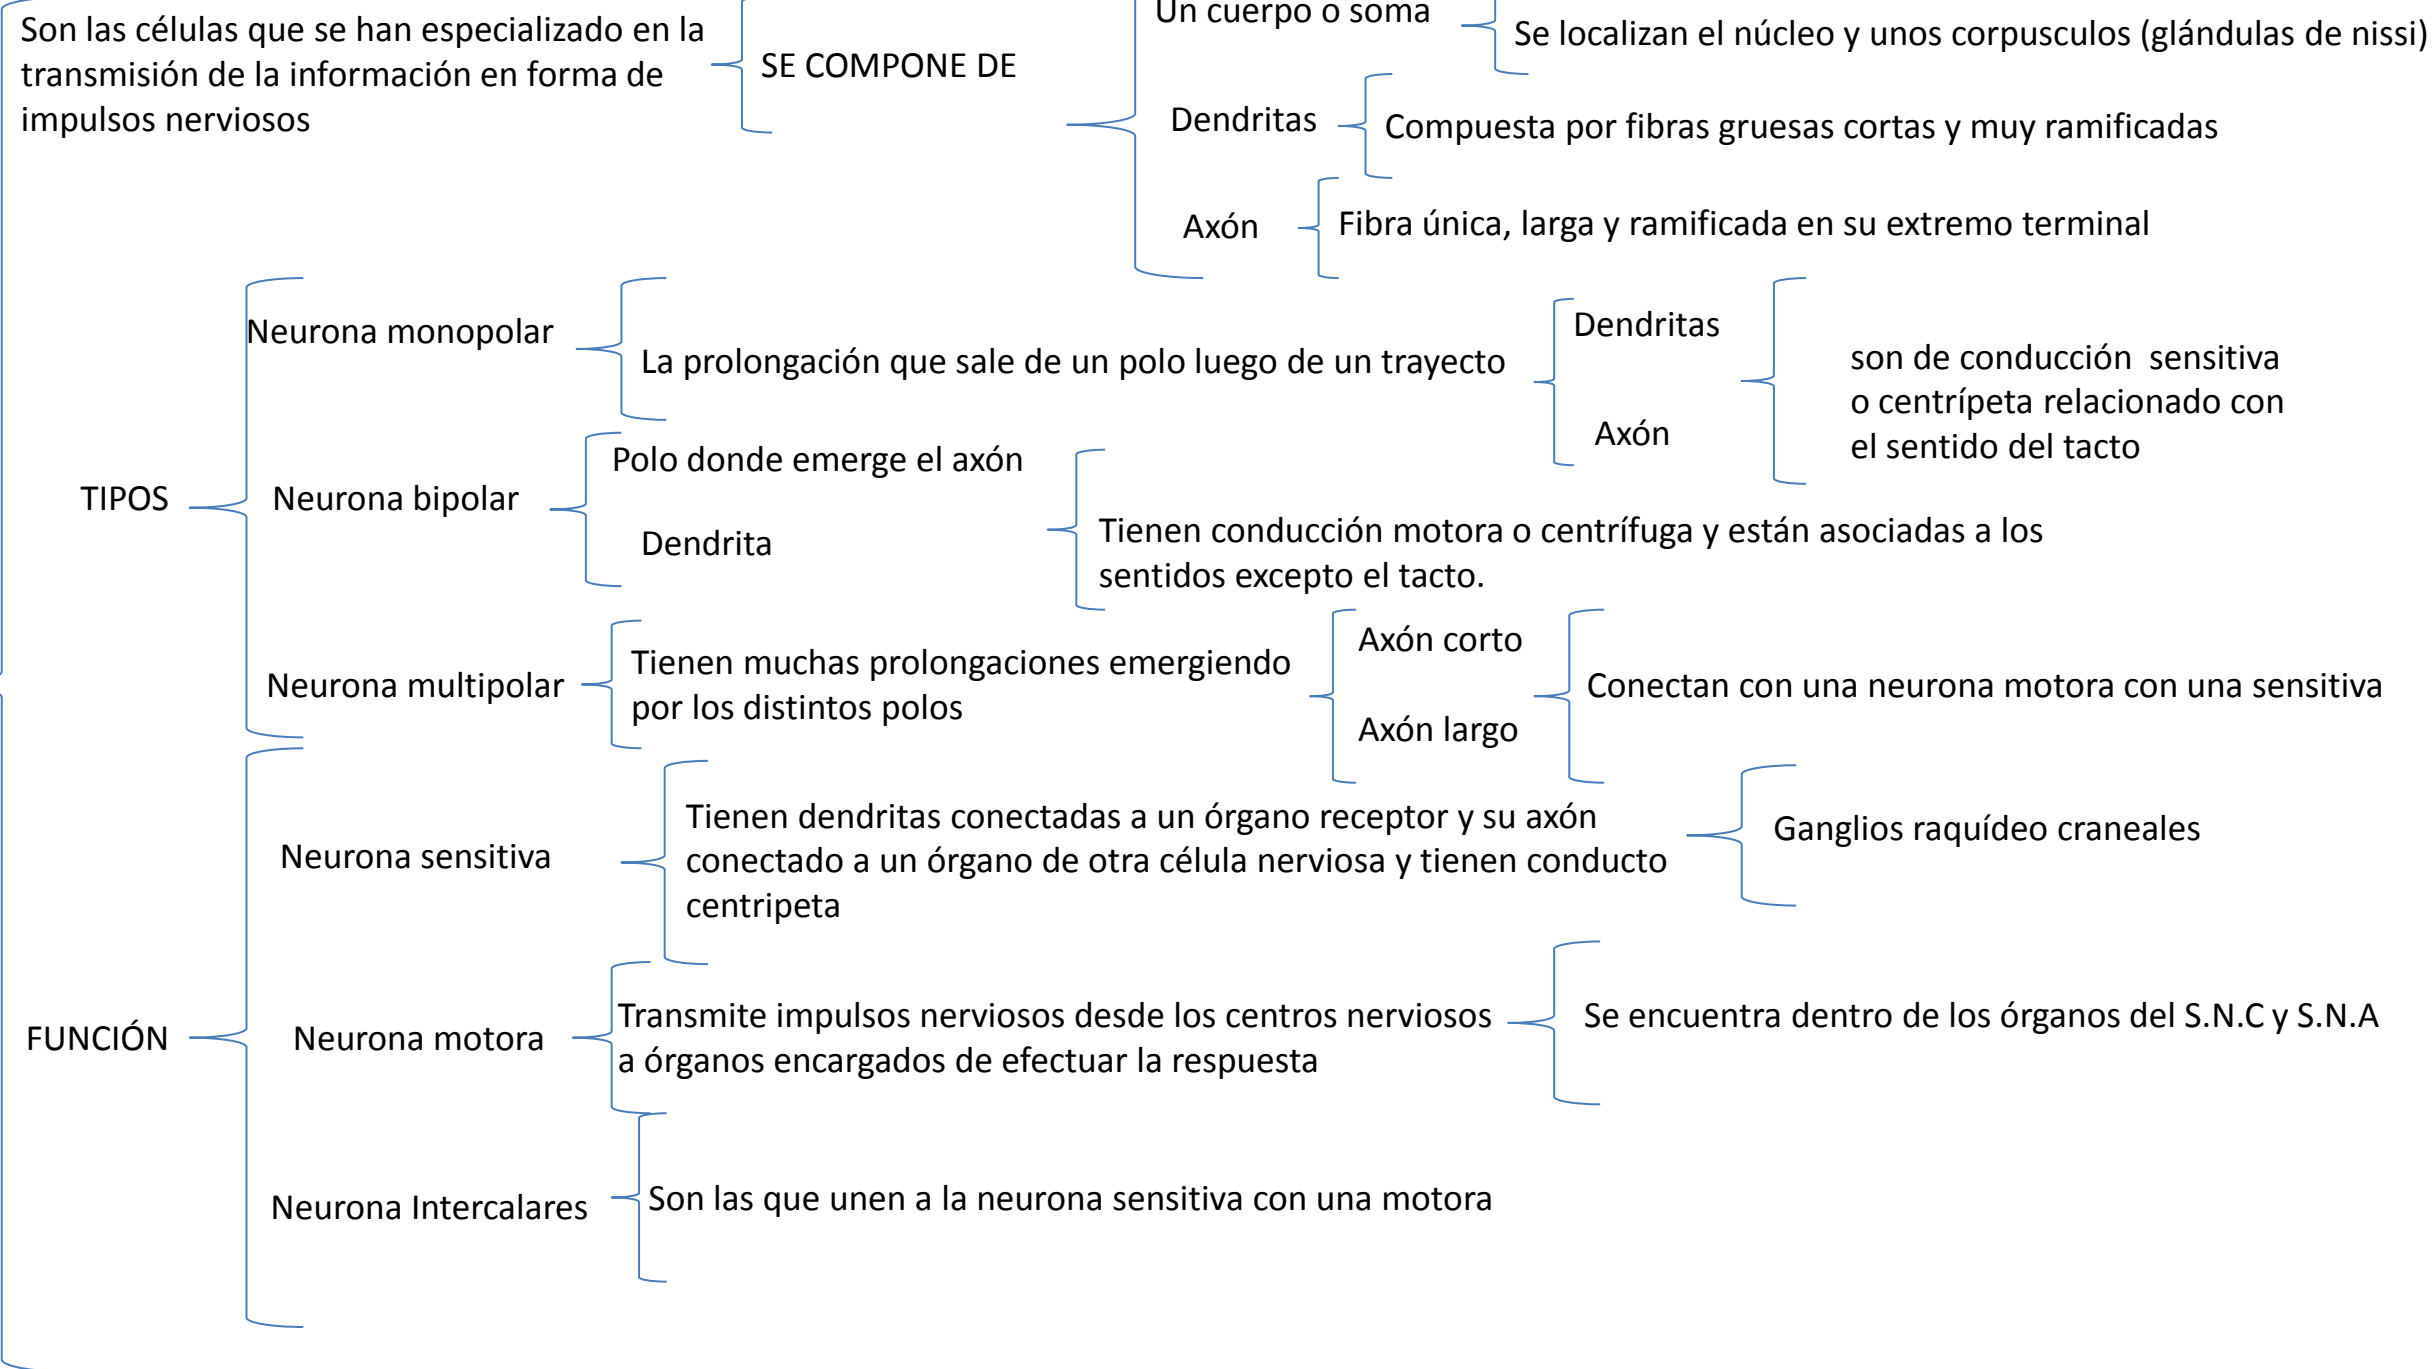 Son las células que se han especializado en la
transmisión de la información en forma de
impulsos nerviosos
SE COMPONE DE
Un cuerpo o soma
Se localizan el núcleo y unos corpusculos (glándulas de nissi)
Dendritas
Compuesta por fibras gruesas cortas y muy ramificadas
Axón
Fibra única, larga y ramificada en su extremo terminal
TIPOS
Neurona monopolar
La prolongación que sale de un polo luego de un trayecto
Dendritas
Axón
son de conducción sensitiva
o centrípeta relacionado con
el sentido del tacto
Neurona bipolar
Polo donde emerge el axón
Dendrita
Tienen conducción motora o centrífuga y están asociadas a los
sentidos excepto el tacto.
Neurona multipolar
Tienen muchas prolongaciones emergiendo
por los distintos polos
Axón corto
Axón largo
Conectan con una neurona motora con una sensitiva
FUNCIÓN
Neurona sensitiva
Tienen dendritas conectadas a un órgano receptor y su axón
conectado a un órgano de otra célula nerviosa y tienen conducto
centripeta
Ganglios raquídeo craneales
Neurona motora
Transmite impulsos nerviosos desde los centros nerviosos
a órganos encargados de efectuar la respuesta
Se encuentra dentro de los órganos del S.N.C y S.N.A
Neurona Intercalares
Son las que unen a la neurona sensitiva con una motora